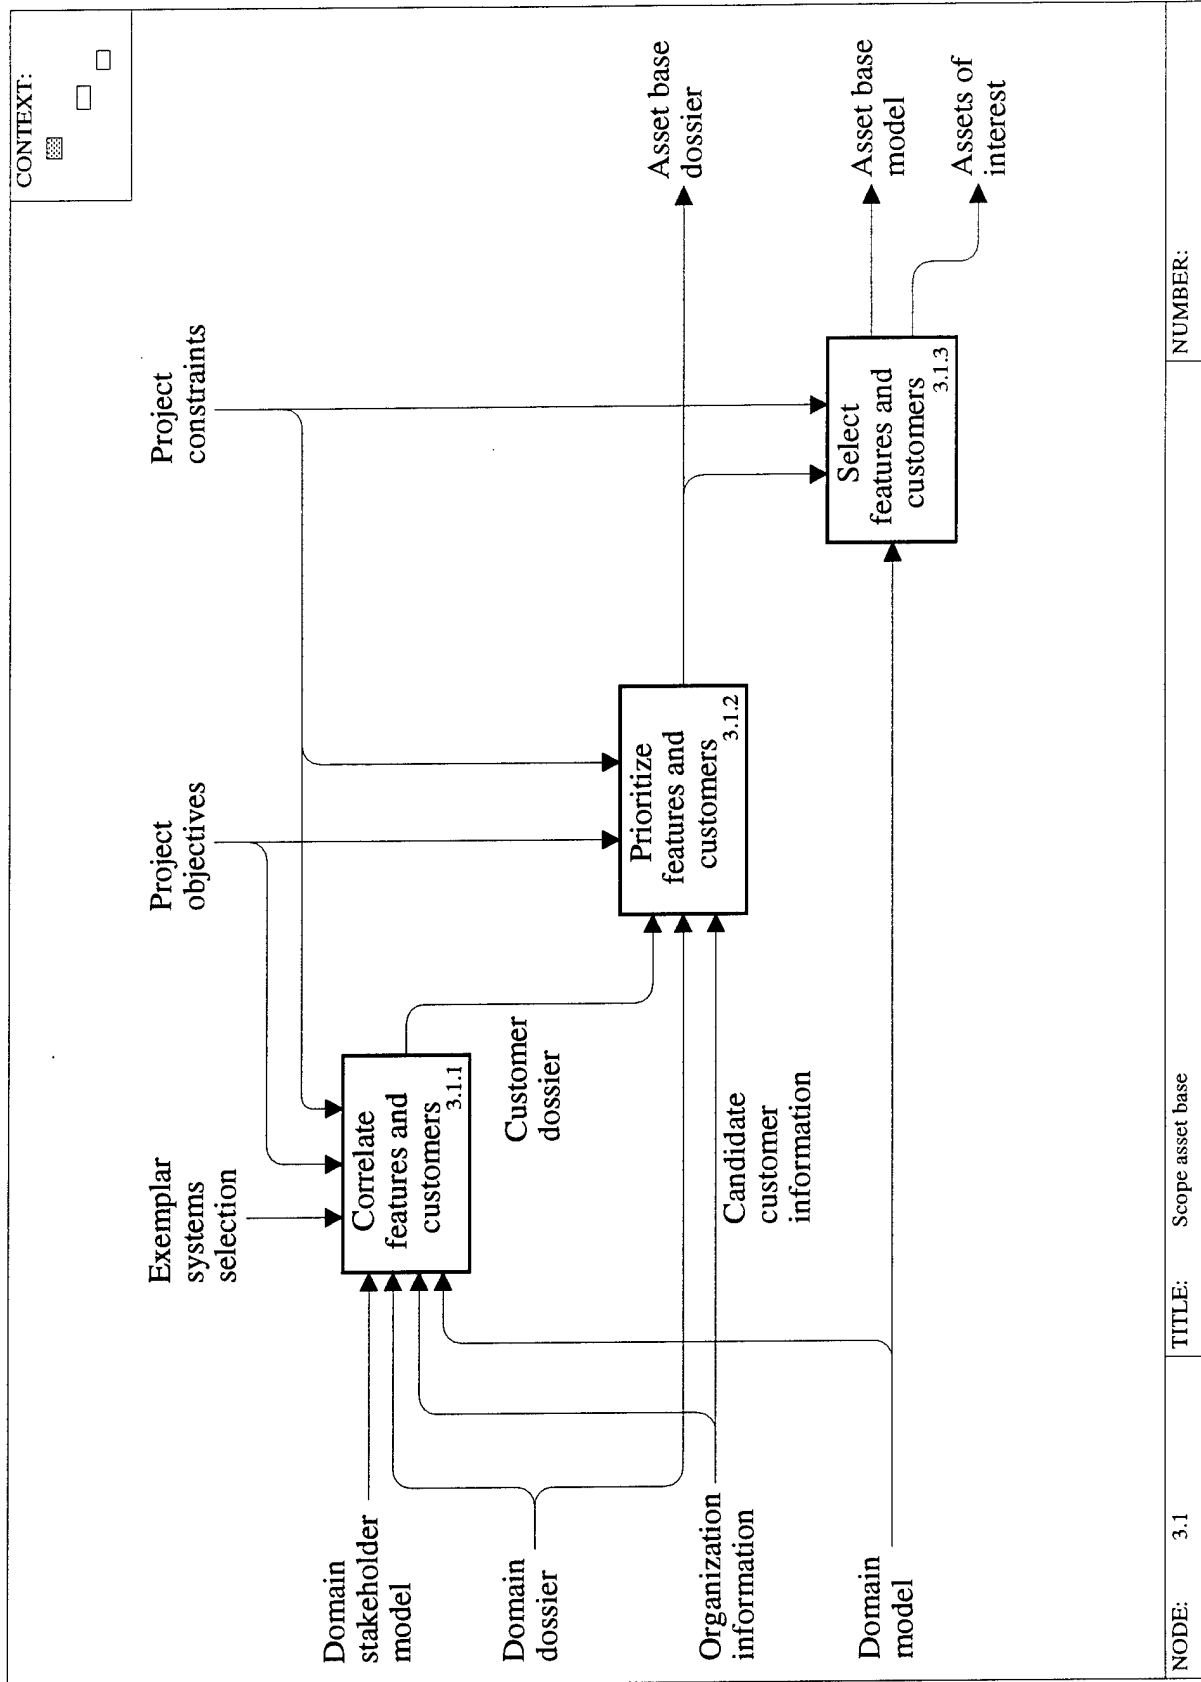 CONTEXT:
Exemplar
systems
selection
Project
objectives
Project
constraints
Domain
stakeholder
model
Domain
dossier
Organization
information
Domain
model
Correlate
features and
customers
3.1.1
Customer
dossier
Candidate
customer
information
Prioritize
features and
customers
3.1.2
Select
features and
customers
3.1.3
Asset base
dossier
Asset base
model
Assets of
interest
NODE: 3.1
TITLE: Scope asset base
NUMBER: